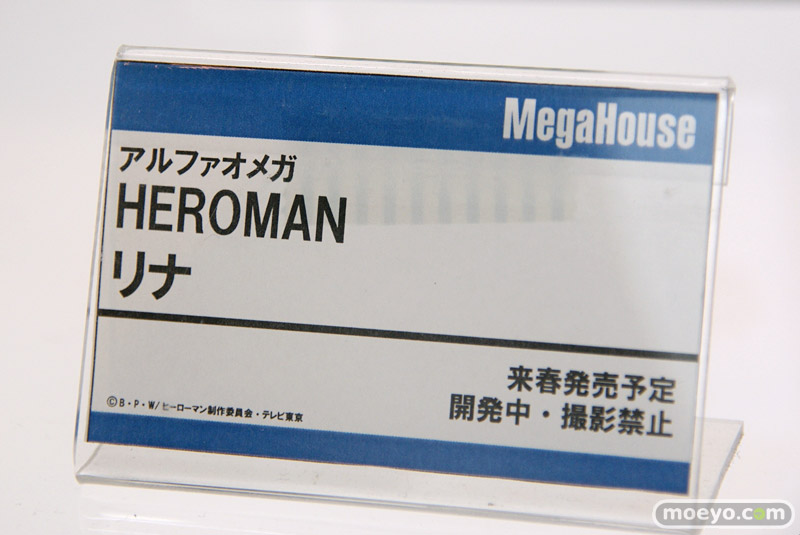 MegaHouse
アルファオメガ
HEROMAN
リナ
来春発売予定
開発中・撮影禁止
©B・P・W/ヒーローマン制作委員会・テレビ東京
moeyo.com